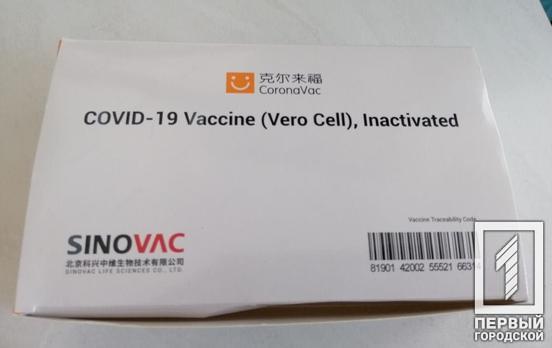 克尔来福
CoronaVac
COVID-19 Vaccine (Vero Cell), Inactivated
Vaccine Traceability Code
SINOVAC
北京科兴中维生物技术有限公司
SINOVAC LIFE SCIENCES CO., LTD.
81901 42002 55521 66314
1
ПЕРВЫЙ
ГОРОДСКОЙ